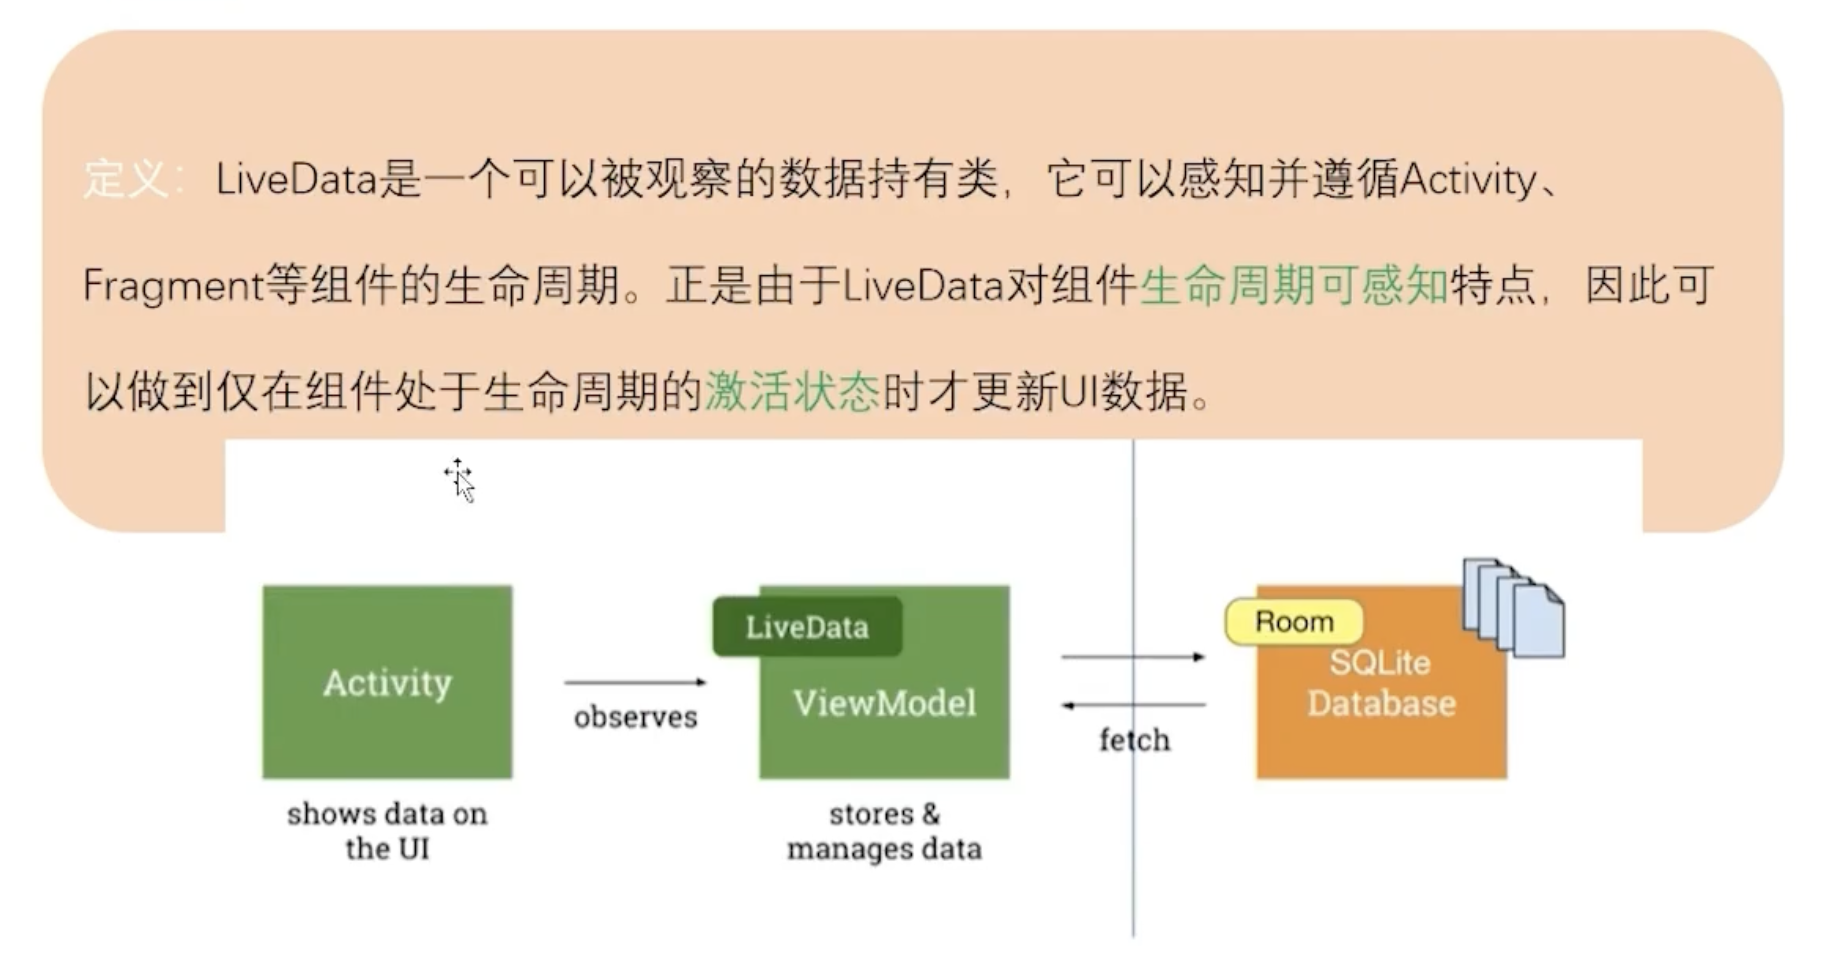 定义：LiveData是一个可以被观察的数据持有类，它可以感知并遵循Activity、
Fragment等组件的生命周期。正是由于LiveData对组件生命周期可感知特点，因此可
以做到仅在组件处于生命周期的激活状态时才更新UI数据。
Activity
observes
shows data on
the UI
LiveData
ViewModel
stores &
manages data
fetch
Room
SQLite
Database